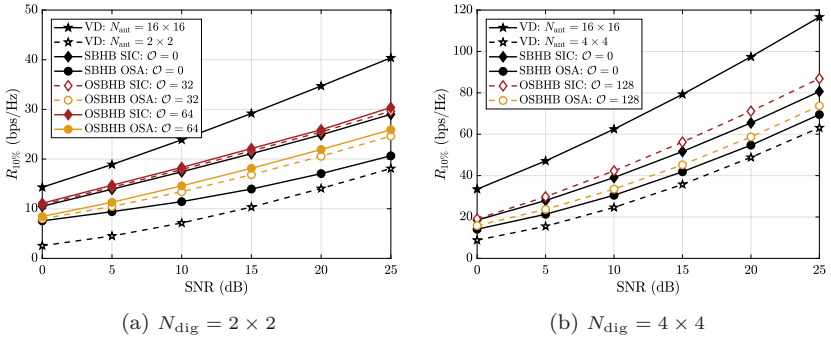 50
40
30
20
10
0
R10% (bps/Hz)
VD: Nant = 16 × 16
VD: Nant = 2 × 2
SBHB SIC: 𝒪 = 0
SBHB OSA: 𝒪 = 0
OSBHB SIC: 𝒪 = 32
OSBHB OSA: 𝒪 = 32
OSBHB SIC: 𝒪 = 64
OSBHB OSA: 𝒪 = 64
0 5 10 15 20 25
SNR (dB)
(a) Ndig = 2 × 2
120
100
80
60
40
20
0
R10% (bps/Hz)
VD: Nant = 16 × 16
VD: Nant = 4 × 4
SBHB SIC: 𝒪 = 0
SBHB OSA: 𝒪 = 0
OSBHB SIC: 𝒪 = 128
OSBHB OSA: 𝒪 = 128
0 5 10 15 20 25
SNR (dB)
(b) Ndig = 4 × 4